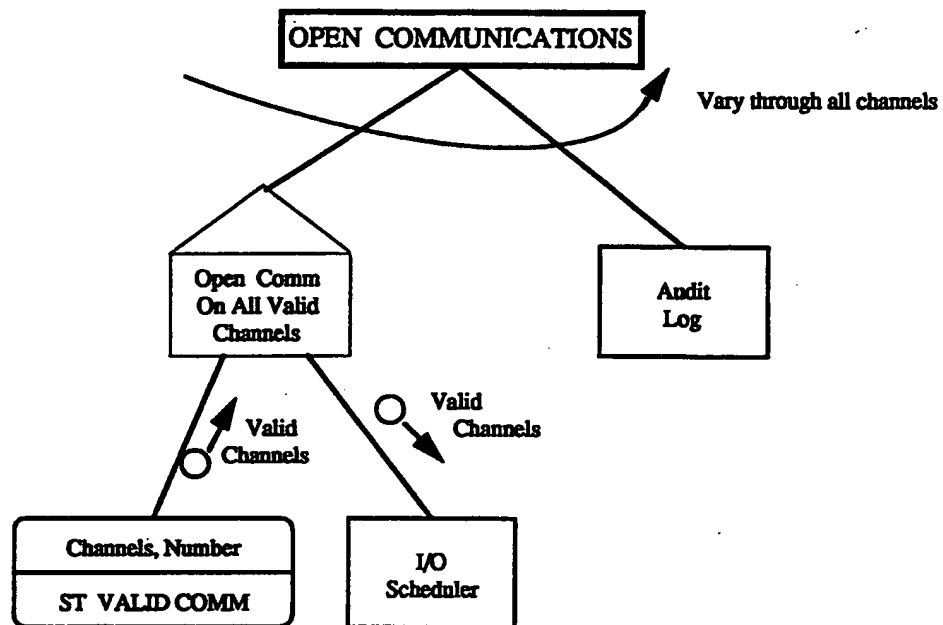 OPEN COMMUNICATIONS
Vary through all channels
Open Comm
On All Valid
Channels
Audit
Log
Valid
Channels
Valid
Channels
Channels, Number
ST VALID COMM
I/O
Scheduler